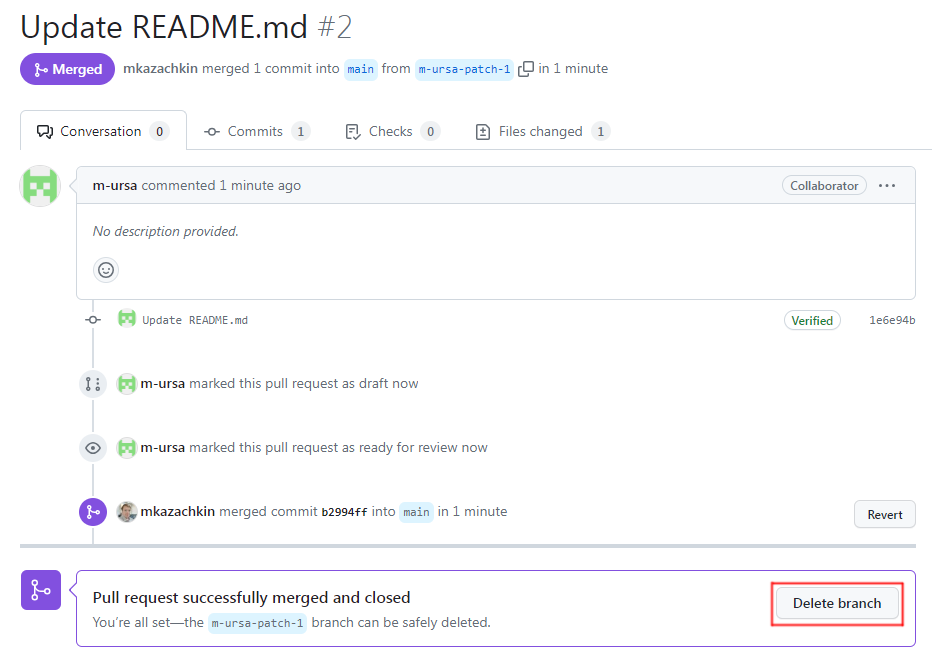 Update README.md #2
Merged mkazachkin merged 1 commit into main from m-ursa-patch-1 in 1 minute
Conversation 0 Commits 1 Checks 0 Files changed 1
m-ursa commented 1 minute ago Collaborator ...
No description provided.
Update README.md Verified 1e6e94b
m-ursa marked this pull request as draft now
m-ursa marked this pull request as ready for review now
mkazachkin merged commit b2994ff into main in 1 minute
Revert
Pull request successfully merged and closed
Delete branch
You're all set—the m-ursa-patch-1 branch can be safely deleted.